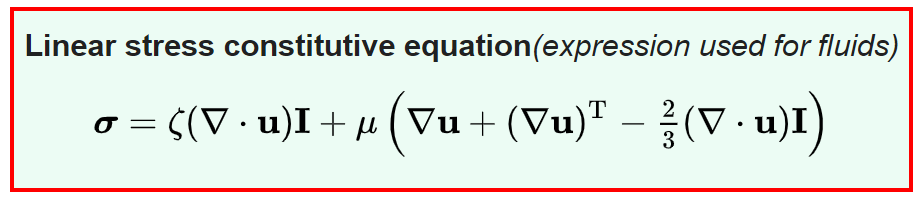 Linear stress constitutive equation(expression used for fluids)
𝝈 = ζ(∇ · 𝐮)𝐈 + μ (∇𝐮 + (∇𝐮)ᵀ − ⅔(∇ · 𝐮)𝐈)